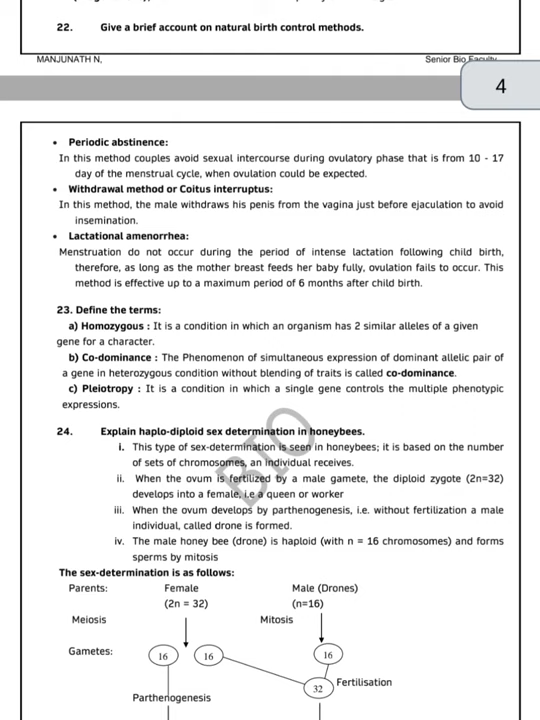 22. Give a brief account on natural birth control methods.
MANJUNATH N, Senior Bio Faculty
4
• Periodic abstinence:
In this method couples avoid sexual intercourse during ovulatory phase that is from 10 - 17
day of the menstrual cycle, when ovulation could be expected.
• Withdrawal method or Coitus interruptus:
In this method, the male withdraws his penis from the vagina just before ejaculation to avoid
insemination.
• Lactational amenorrhea:
Menstruation do not occur during the period of intense lactation following child birth,
therefore, as long as the mother breast feeds her baby fully, ovulation fails to occur. This
method is effective up to a maximum period of 6 months after child birth.
23. Define the terms:
a) Homozygous : It is a condition in which an organism has 2 similar alleles of a given
gene for a character.
b) Co-dominance : The Phenomenon of simultaneous expression of dominant allelic pair of
a gene in heterozygous condition without blending of traits is called co-dominance.
c) Pleiotropy : It is a condition in which a single gene controls the multiple phenotypic
expressions.
24. Explain haplo-diploid sex determination in honeybees.
i. This type of sex-determination is seen in honeybees; it is based on the number
of sets of chromosomes, an individual receives.
ii. When the ovum is fertilized by a male gamete, the diploid zygote (2n=32)
develops into a female, i.e a queen or worker
iii. When the ovum develops by parthenogenesis, i.e. without fertilization a male
individual, called drone is formed.
iv. The male honey bee (drone) is haploid (with n = 16 chromosomes) and forms
sperms by mitosis
BIO
The sex-determination is as follows:
Parents: Female Male (Drones)
(2n = 32) (n=16)
Meiosis Mitosis
Gametes: 16 16 16
32 Fertilisation
Parthenogenesis